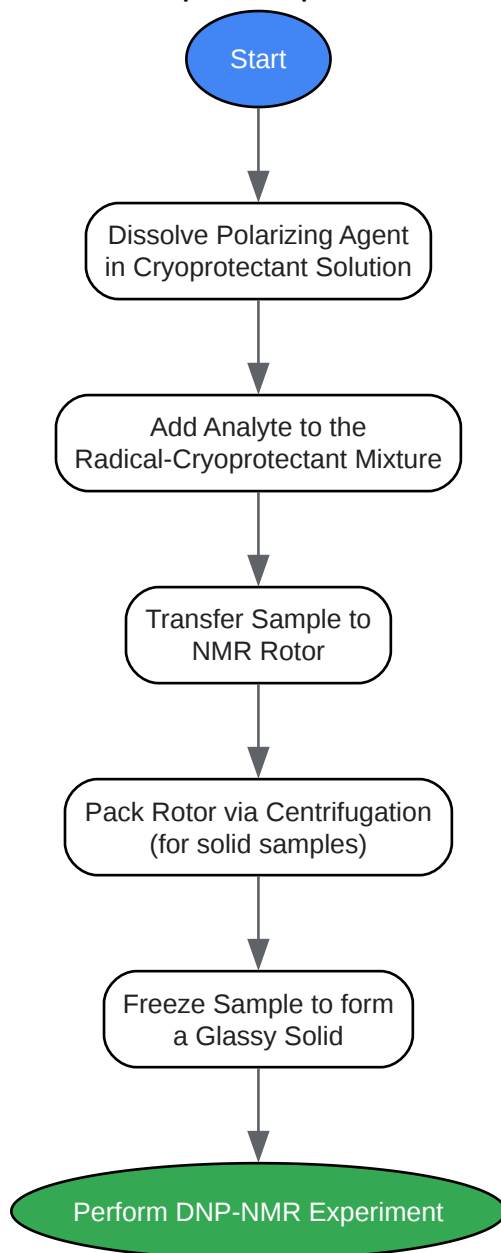 Start
Dissolve Polarizing Agent
in Cryoprotectant Solution
Add Analyte to the
Radical-Cryoprotectant Mixture
Transfer Sample to
NMR Rotor
Pack Rotor via Centrifugation
(for solid samples)
Freeze Sample to form
a Glassy Solid
Perform DNP-NMR Experiment